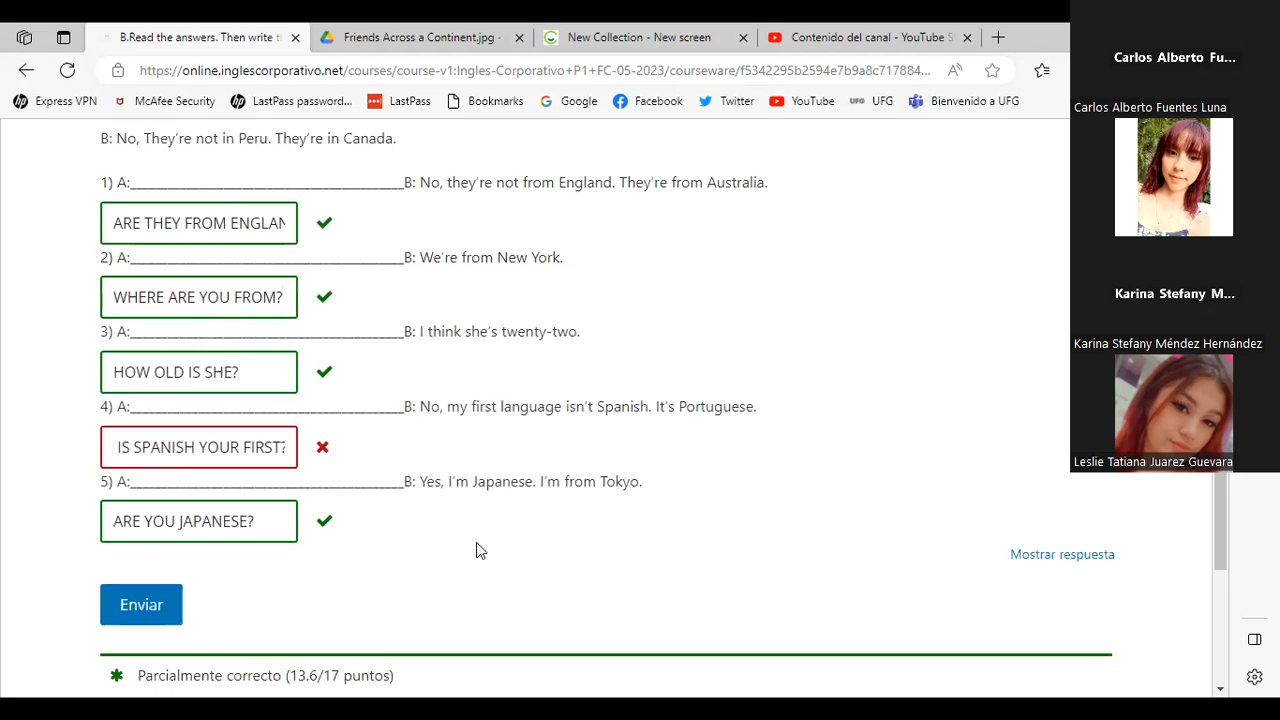 B.Read the answers. Then write t
Friends Across a Continent.jpg -
New Collection - New screen
Contenido del canal - YouTube S
https://online.inglescorporativo.net/courses/course-v1:Ingles-Corporativo+P1+FC-05-2023/courseware/f5342295b2594e7b9a8c717884...
Express VPN
McAfee Security
LastPass password...
LastPass
Bookmarks
Google
Facebook
Twitter
YouTube
UFG
UFG
Bienvenido a UFG
B: No, They're not in Peru. They're in Canada.
1) A:______________________________________B: No, they're not from England. They're from Australia.
ARE THEY FROM ENGLAN
2) A:______________________________________B: We're from New York.
WHERE ARE YOU FROM?
3) A:______________________________________B: I think she's twenty-two.
HOW OLD IS SHE?
4) A:______________________________________B: No, my first language isn't Spanish. It's Portuguese.
IS SPANISH YOUR FIRST?
5) A:______________________________________B: Yes, I'm Japanese. I'm from Tokyo.
ARE YOU JAPANESE?
Mostrar respuesta
Enviar
Parcialmente correcto (13.6/17 puntos)
Carlos Alberto Fu...
Carlos Alberto Fuentes Luna
Karina Stefany M...
Karina Stefany Méndez Hernández
Leslie Tatiana Juarez Guevara